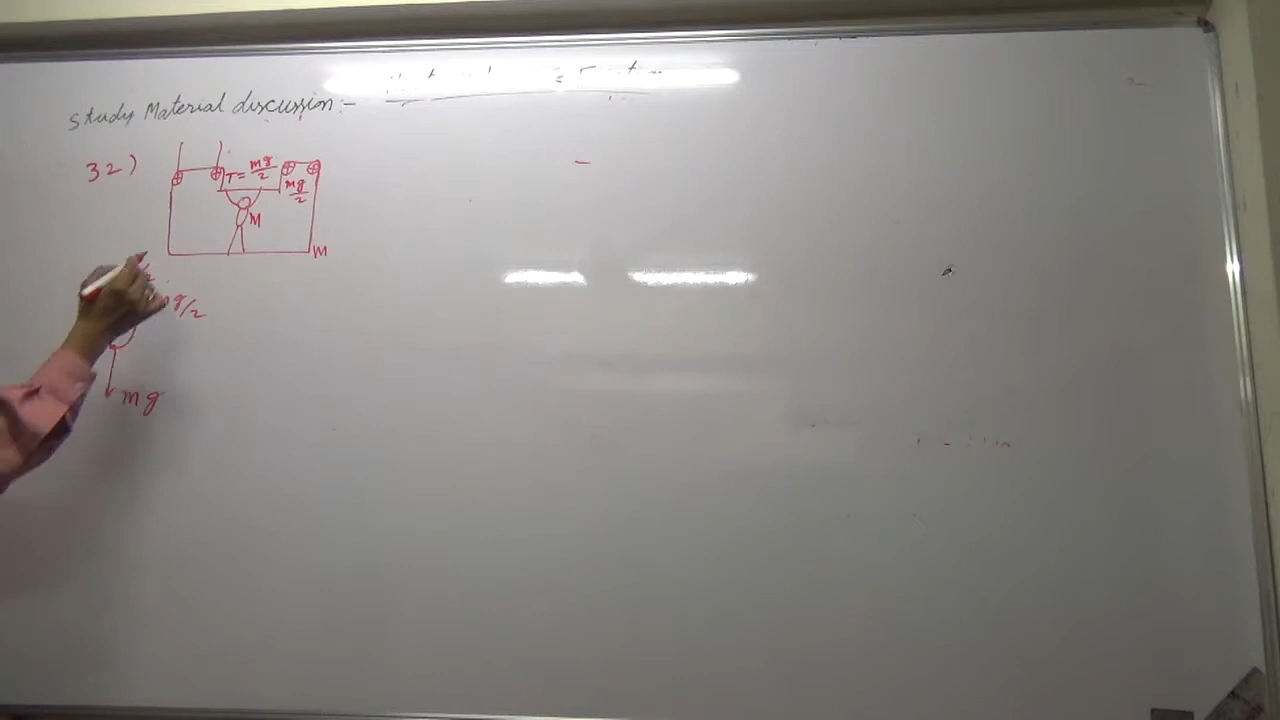 Study Material discussion :-
32)
T = mg/2
mg/2
M
M
g/2
mg